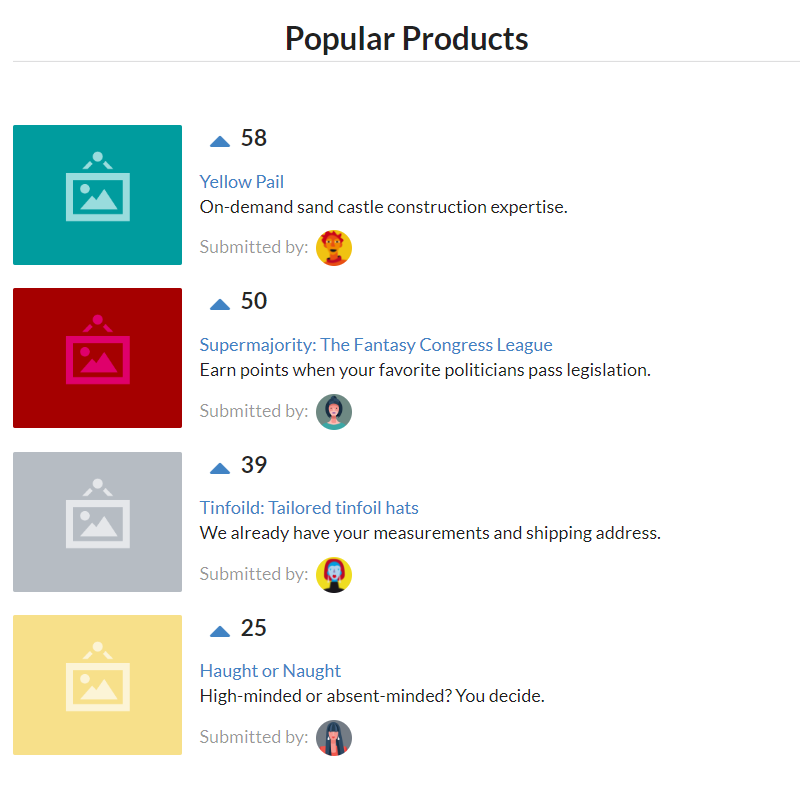 Popular Products
58
Yellow Pail
On-demand sand castle construction expertise.
Submitted by:
50
Supermajority: The Fantasy Congress League
Earn points when your favorite politicians pass legislation.
Submitted by:
39
Tinfoild: Tailored tinfoil hats
We already have your measurements and shipping address.
Submitted by:
25
Haught or Naught
High-minded or absent-minded? You decide.
Submitted by: